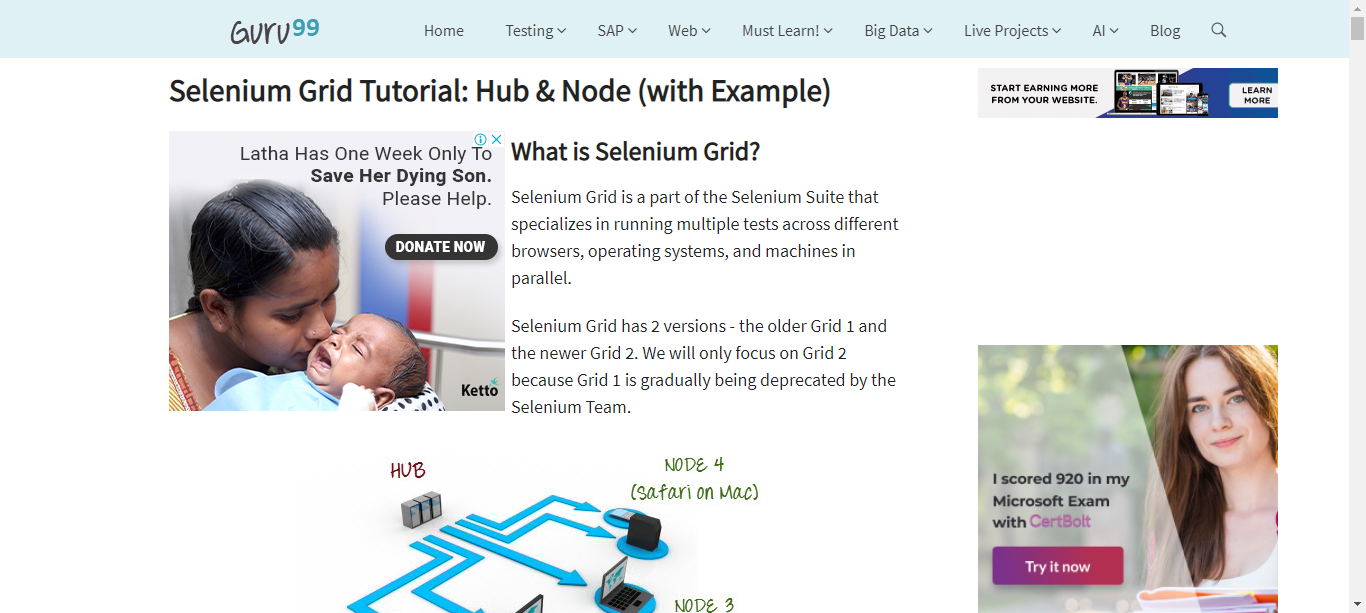 Guru99
Home
Testing
SAP
Web
Must Learn!
Big Data
Live Projects
AI
Blog
Selenium Grid Tutorial: Hub & Node (with Example)
START EARNING MORE
FROM YOUR WEBSITE.
LEARN
MORE
Latha Has One Week Only To
Save Her Dying Son.
Please Help.
DONATE NOW
Ketto
What is Selenium Grid?
Selenium Grid is a part of the Selenium Suite that
specializes in running multiple tests across different
browsers, operating systems, and machines in
parallel.
Selenium Grid has 2 versions - the older Grid 1 and
the newer Grid 2. We will only focus on Grid 2
because Grid 1 is gradually being deprecated by the
Selenium Team.
HUB
NODE 4
(Safari on Mac)
NODE 3
I scored 920 in my
Microsoft Exam
with CertBolt
Try it now